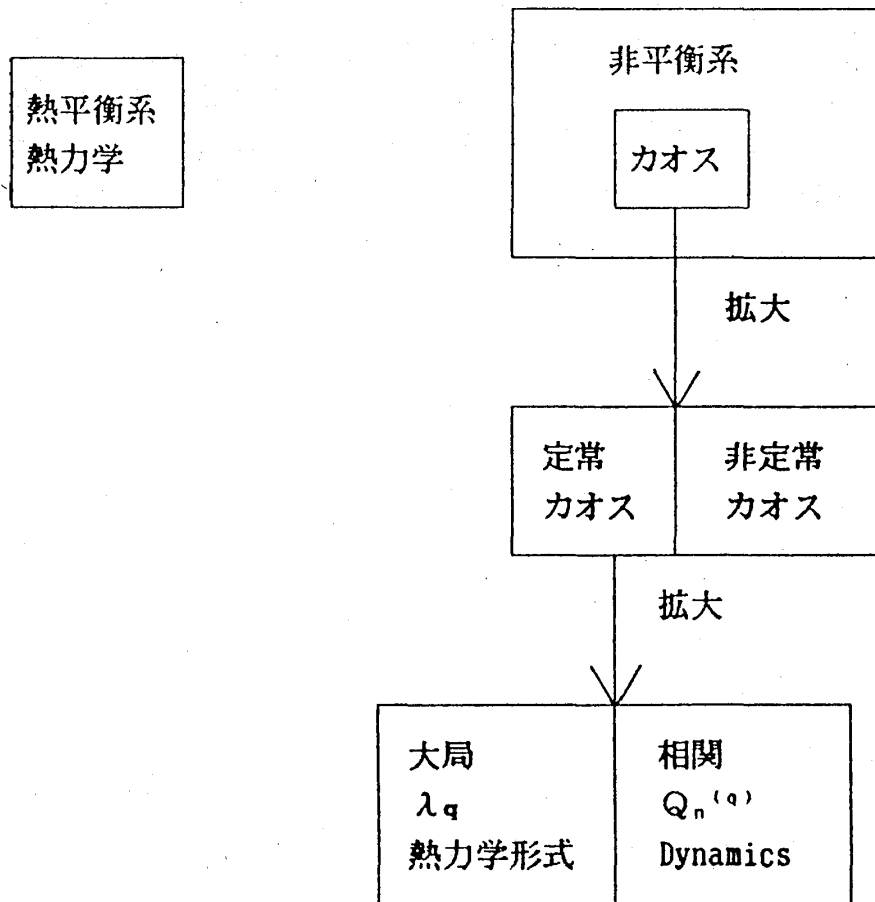 熱平衡系
熱力学
非平衡系
カオス
拡大
定常
カオス
非定常
カオス
拡大
大局
λq
熱力学形式
相関
Qₙ⁽q⁾
Dynamics